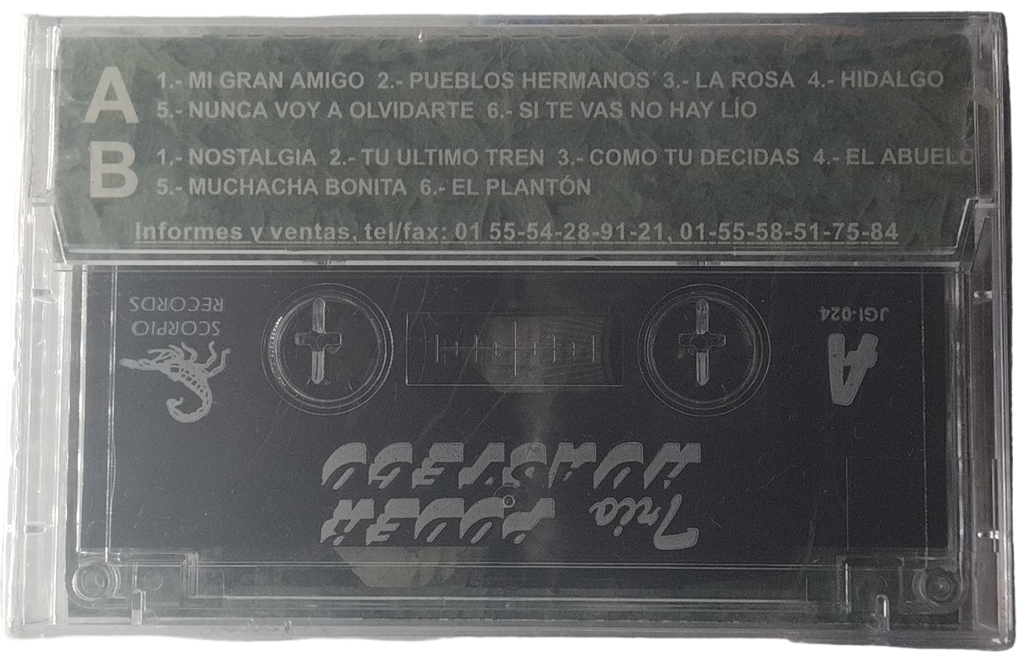 A
1.- MI GRAN AMIGO 2.- PUEBLOS HERMANOS 3.- LA ROSA 4.- HIDALGO
5.- NUNCA VOY A OLVIDARTE 6.- SI TE VAS NO HAY LÍO
B
1.- NOSTALGIA 2.- TU ULTIMO TREN 3.- COMO TU DECIDAS 4.- EL ABUELO
5.- MUCHACHA BONITA 6.- EL PLANTÓN
Informes y ventas, tel/fax: 01 55-54-28-91-21, 01-55-58-51-75-84
Trio PODER
HUASTECO
A
JGI-024
SCORPIO
RECORDS